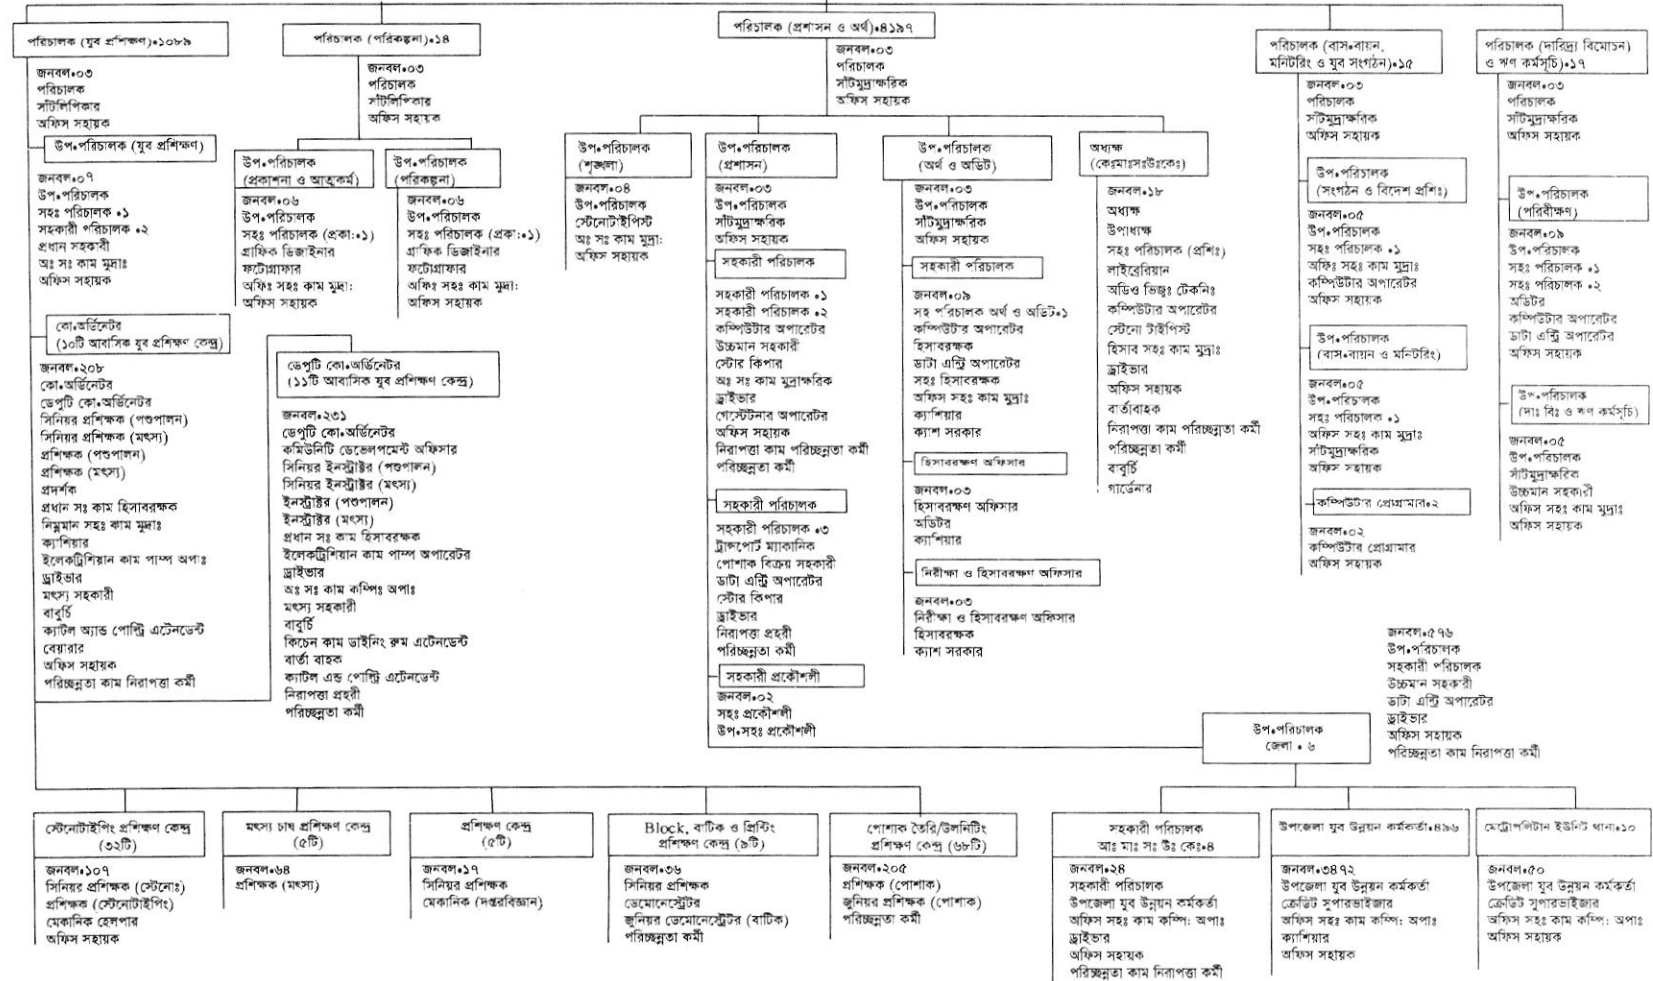 পরিচালক (যুব প্রশিক্ষণ)•১০৮৯
জনবল•০৩
পরিচালক
সাঁটলিপিকার
অফিস সহায়ক
উপ•পরিচালক (যুব প্রশিক্ষণ)
জনবল•০৭
উপ•পরিচালক
সহঃ পরিচালক •১
সহকারী পরিচালক •২
প্রধান সহকারী
অঃ সঃ কাম মুদ্রাঃ
অফিস সহায়ক
কো•অর্ডিনেটর
(১০টি আবাসিক যুব প্রশিক্ষণ কেন্দ্র)
জনবল•২০৮
কো•অর্ডিনেটর
ডেপুটি কো•অর্ডিনেটর
সিনিয়র প্রশিক্ষক (পশুপালন)
সিনিয়র প্রশিক্ষক (মৎস্য)
প্রশিক্ষক (পশুপালন)
প্রশিক্ষক (মৎস্য)
প্রদর্শক
প্রধান সঃ কাম হিসাবরক্ষক
নিম্নমান সহঃ কাম মুদ্রাঃ
ক্যাশিয়ার
ইলেকট্রিশিয়ান কাম পাম্প অপাঃ
ড্রাইভার
মৎস্য সহকারী
বাবুর্চি
ক্যাটল অ্যান্ড পোল্ট্রি এটেনডেন্ট
বেয়ারার
অফিস সহায়ক
পরিচ্ছন্নতা কাম নিরাপত্তা কর্মী
পরিচালক (পরিকল্পনা)•১৪
জনবল•০৩
পরিচালক
সাঁটলিপিকার
অফিস সহায়ক
উপ•পরিচালক
(প্রকাশনা ও আত্মকর্ম)
জনবল•০৬
উপ•পরিচালক
সহঃ পরিচালক (প্রকা:•১)
গ্রাফিক ডিজাইনার
ফটোগ্রাফার
অফিঃ সহঃ কাম মুদ্রা:
অফিস সহায়ক
উপ•পরিচালক
(পরিকল্পনা)
জনবল•০৬
উপ•পরিচালক
সহঃ পরিচালক (প্রকা:•১)
গ্রাফিক ডিজাইনার
ফটোগ্রাফার
অফিঃ সহঃ কাম মুদ্রা:
অফিস সহায়ক
ডেপুটি কো•অর্ডিনেটর
(১১টি আবাসিক যুব প্রশিক্ষণ কেন্দ্র)
জনবল•২৩১
ডেপুটি কো•অর্ডিনেটর
কমিউনিটি ডেভেলপমেন্ট অফিসার
সিনিয়র ইনস্ট্রাক্টর (পশুপালন)
সিনিয়র ইনস্ট্রাক্টর (মৎস্য)
ইনস্ট্রাক্টর (পশুপালন)
ইনস্ট্রাক্টর (মৎস্য)
প্রধান সঃ কাম হিসাবরক্ষক
ইলেকট্রিশিয়ান কাম পাম্প অপারেটর
ড্রাইভার
অঃ সঃ কাম কম্পিঃ অপাঃ
মৎস্য সহকারী
বাবুর্চি
কিচেন কাম ডাইনিং রুম এটেনডেন্ট
বার্তা বাহক
ক্যাটল এন্ড পোল্ট্রি এটেনডেন্ট
নিরাপত্তা প্রহরী
পরিচ্ছন্নতা কর্মী
পরিচালক (প্রশাসন ও অর্থ)•৪১৯৭
জনবল•০৩
পরিচালক
সাঁটমুদ্রাক্ষরিক
অফিস সহায়ক
উপ•পরিচালক
(শৃঙ্খলা)
জনবল•০৪
উপ•পরিচালক
স্টেনোটাইপিস্ট
অঃ সঃ কাম মুদ্রা:
অফিস সহায়ক
উপ•পরিচালক
(প্রশাসন)
জনবল•০৩
উপ•পরিচালক
সাঁটমুদ্রাক্ষরিক
অফিস সহায়ক
সহকারী পরিচালক
সহকারী পরিচালক •১
সহকারী পরিচালক •২
কম্পিউটার অপারেটর
উচ্চমান সহকারী
স্টোর কিপার
অঃ সঃ কাম মুদ্রাক্ষরিক
ড্রাইভার
গেস্টেটনার অপারেটর
অফিস সহায়ক
নিরাপত্তা কাম পরিচ্ছন্নতা কর্মী
পরিচ্ছন্নতা কর্মী
সহকারী পরিচালক
সহকারী পরিচালক •৩
ট্রান্সপোর্ট ম্যাকানিক
পোশাক বিক্রয় সহকারী
ডাটা এন্ট্রি অপারেটর
স্টোর কিপার
ড্রাইভার
নিরাপত্তা প্রহরী
পরিচ্ছন্নতা কর্মী
সহকারী প্রকৌশলী
জনবল•০২
সহঃ প্রকৌশলী
উপ•সহঃ প্রকৌশলী
উপ•পরিচালক
(অর্থ ও অডিট)
জনবল•০৩
উপ•পরিচালক
সাঁটমুদ্রাক্ষরিক
অফিস সহায়ক
সহকারী পরিচালক
জনবল•০৯
সহ পরিচালক অর্থ ও অডিট•১
কম্পিউটার অপারেটর
হিসাবরক্ষক
ডাটা এন্ট্রি অপারেটর
সহঃ হিসাবরক্ষক
অফিস সহঃ কাম মুদ্রাঃ
ক্যাশিয়ার
ক্যাশ সরকার
হিসাবরক্ষণ অফিসার
জনবল•০৩
হিসাবরক্ষণ অফিসার
অডিটর
ক্যাশিয়ার
নিরীক্ষা ও হিসাবরক্ষণ অফিসার
জনবল•০৩
নিরীক্ষা ও হিসাবরক্ষণ অফিসার
হিসাবরক্ষক
ক্যাশ সরকার
অধ্যক্ষ
(কেঃমাঃসঃউঃকেঃ)
জনবল•১৮
অধ্যক্ষ
উপাধ্যক্ষ
সহঃ পরিচালক (প্রশিঃ)
লাইব্রেরিয়ান
অডিও ভিজুঃ টেকনিঃ
কম্পিউটার অপারেটর
স্টেনো টাইপিস্ট
হিসাব সহঃ কাম মুদ্রাঃ
ড্রাইভার
অফিস সহায়ক
বার্তাবাহক
নিরাপত্তা কাম পরিচ্ছন্নতা কর্মী
পরিচ্ছন্নতা কর্মী
বাবুর্চি
গার্ডেনার
পরিচালক (বাস•বায়ন,
মনিটরিং ও যুব সংগঠন)•১৫
জনবল•০৩
পরিচালক
সাঁটমুদ্রাক্ষরিক
অফিস সহায়ক
উপ•পরিচালক
(সংগঠন ও বিদেশ প্রশিঃ)
জনবল•০৫
উপ•পরিচালক
সহঃ পরিচালক •১
অফিঃ সহঃ কাম মুদ্রাঃ
কম্পিউটার অপারেটর
অফিস সহায়ক
উপ•পরিচালক
(বাস•বায়ন ও মনিটরিং)
জনবল•০৫
উপ•পরিচালক
সহঃ পরিচালক •১
অফিস সহঃ কাম মুদ্রাঃ
সাঁটমুদ্রাক্ষরিক
অফিস সহায়ক
কম্পিউটার প্রোগ্রামার•২
জনবল•০২
কম্পিউটার প্রোগ্রামার
অফিস সহায়ক
পরিচালক (দারিদ্র্য বিমোচন)
ও ঋণ কর্মসূচি)•১৭
জনবল•০৩
পরিচালক
সাঁটমুদ্রাক্ষরিক
অফিস সহায়ক
উপ•পরিচালক
(পরিবীক্ষণ)
জনবল•০৯
উপ•পরিচালক
সহঃ পরিচালক •১
সহঃ পরিচালক •২
অডিটর
কম্পিউটার অপারেটর
ডাটা এন্ট্রি অপারেটর
অফিস সহায়ক
উপ•পরিচালক
(দাঃ বিঃ ও ঋণ কর্মসূচি)
জনবল•০৫
উপ•পরিচালক
সাঁটমুদ্রাক্ষরিক
উচ্চমান সহকারী
অফিস সহঃ কাম মুদ্রাঃ
অফিস সহায়ক
জনবল•৫৭৬
উপ•পরিচালক
সহকারী পরিচালক
উচ্চমান সহকারী
ডাটা এন্ট্রি অপারেটর
ড্রাইভার
অফিস সহায়ক
পরিচ্ছন্নতা কাম নিরাপত্তা কর্মী
উপ•পরিচালক
জেলা • ৬
স্টেনোটাইপিং প্রশিক্ষণ কেন্দ্র
(৩২টি)
জনবল•১০৭
সিনিয়র প্রশিক্ষক (স্টেনোঃ)
প্রশিক্ষক (স্টেনোটাইপিং)
মেকানিক হেলপার
অফিস সহায়ক
মৎস্য চাষ প্রশিক্ষণ কেন্দ্র
(৫টি)
জনবল•৬৪
প্রশিক্ষক (মৎস্য)
প্রশিক্ষণ কেন্দ্র
(৫টি)
জনবল•১৭
সিনিয়র প্রশিক্ষক
মেকানিক (দপ্তরবিজ্ঞান)
Block, বাটিক ও প্রিন্টিং
প্রশিক্ষণ কেন্দ্র (৯টি)
জনবল•৩৬
সিনিয়র প্রশিক্ষক
ডেমোনেস্ট্রেটর
জুনিয়র ডেমোনেস্ট্রেটর (বাটিক)
পরিচ্ছন্নতা কর্মী
পোশাক তৈরি/উলনিটিং
প্রশিক্ষণ কেন্দ্র (৬৮টি)
জনবল•২০৫
প্রশিক্ষক (পোশাক)
জুনিয়র প্রশিক্ষক (পোশাক)
পরিচ্ছন্নতা কর্মী
সহকারী পরিচালক
আঃ মাঃ সঃ উঃ কেঃ•৪
জনবল•২৪
সহকারী পরিচালক
উপজেলা যুব উন্নয়ন কর্মকর্তা
অফিস সহঃ কাম কম্পি: অপাঃ
ড্রাইভার
অফিস সহায়ক
পরিচ্ছন্নতা কাম নিরাপত্তা কর্মী
উপজেলা যুব উন্নয়ন কর্মকর্তা•৪৯৬
জনবল•৩৪৭২
উপজেলা যুব উন্নয়ন কর্মকর্তা
ক্রেডিট সুপারভাইজার
অফিস সহঃ কাম কম্পি: অপাঃ
ক্যাশিয়ার
অফিস সহায়ক
মেট্রোপলিটান ইউনিট থানা•১০
জনবল•৫০
উপজেলা যুব উন্নয়ন কর্মকর্তা
ক্রেডিট সুপারভাইজার
অফিস সহঃ কাম কম্পি: অপাঃ
অফিস সহায়ক